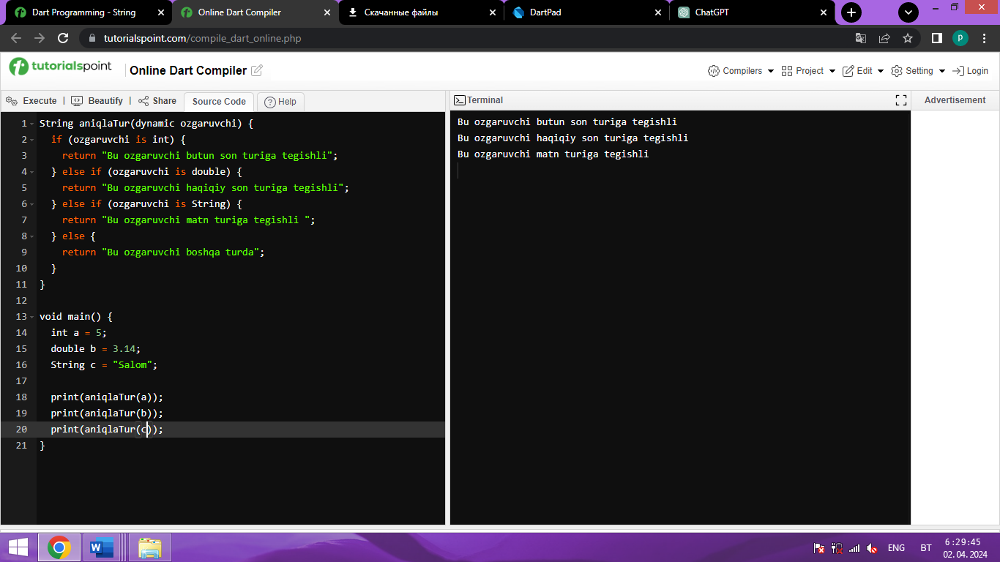 Dart Programming - String
Online Dart Compiler
Скачанные файлы
DartPad
ChatGPT
tutorialspoint.com/compile_dart_online.php
P
tutorialspoint
Online Dart Compiler
Compilers
Project
Edit
Setting
Login
Execute | Beautify | Share
Source Code
Help
1 String aniqlaTur(dynamic ozgaruvchi) {
2   if (ozgaruvchi is int) {
3     return "Bu ozgaruvchi butun son turiga tegishli";
4   } else if (ozgaruvchi is double) {
5     return "Bu ozgaruvchi haqiqiy son turiga tegishli";
6   } else if (ozgaruvchi is String) {
7     return "Bu ozgaruvchi matn turiga tegishli ";
8   } else {
9     return "Bu ozgaruvchi boshqa turda";
10   }
11 }
12
13 void main() {
14   int a = 5;
15   double b = 3.14;
16   String c = "Salom";
17
18   print(aniqlaTur(a));
19   print(aniqlaTur(b));
20   print(aniqlaTur(c));
21 }
Terminal
Bu ozgaruvchi butun son turiga tegishli
Bu ozgaruvchi haqiqiy son turiga tegishli
Bu ozgaruvchi matn turiga tegishli
Advertisement
ENG
БТ
6:29:45
02.04.2024